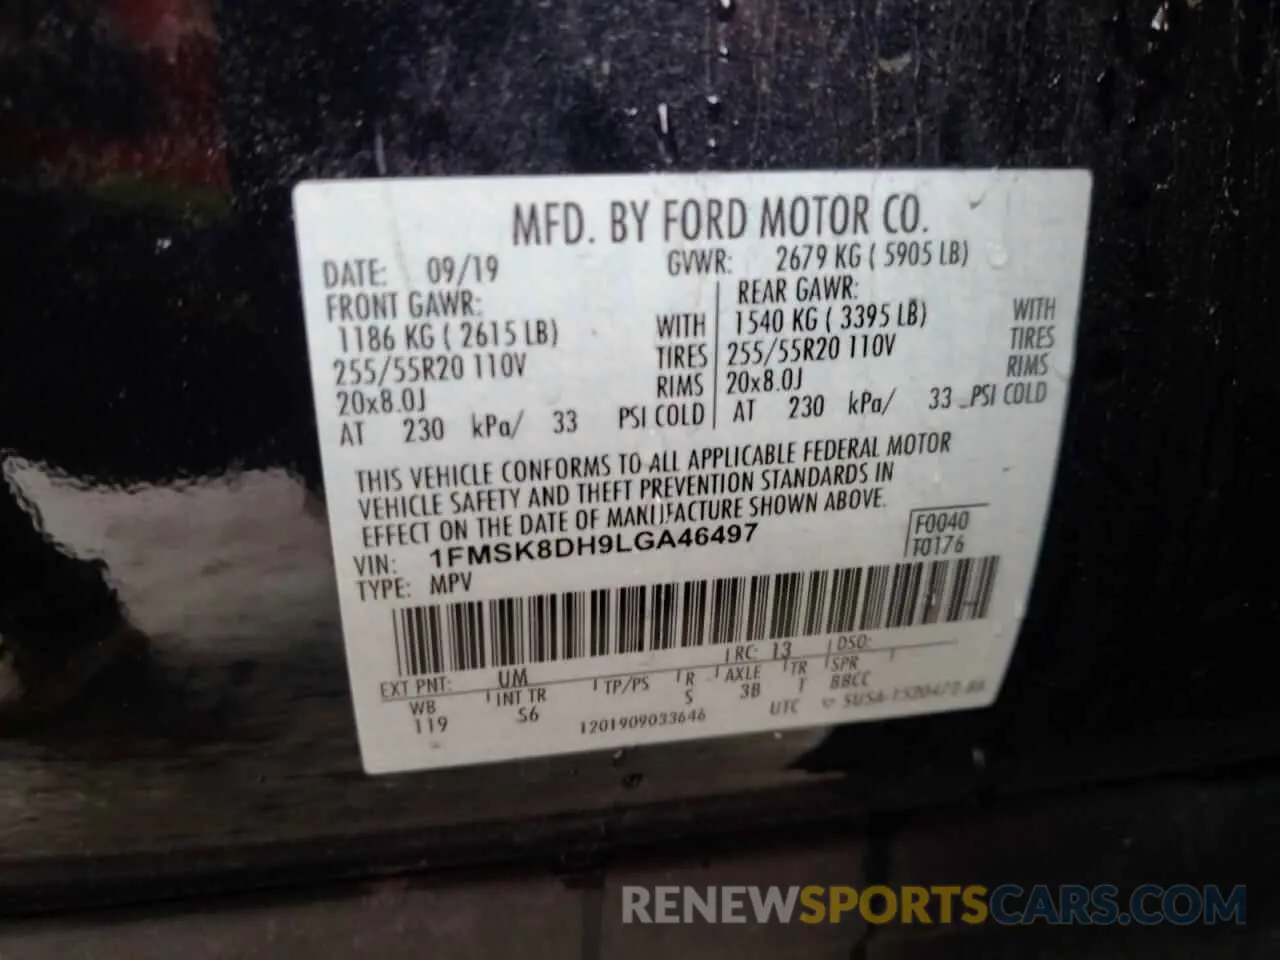 MFD. BY FORD MOTOR CO.
DATE: 09/19 GVWR: 2679 KG ( 5905 LB)
FRONT GAWR: REAR GAWR:
1186 KG ( 2615 LB) WITH 1540 KG ( 3395 LB) WITH
255/55R20 110V TIRES 255/55R20 110V TIRES
20x8.0J RIMS 20x8.0J RIMS
AT 230 kPa/ 33 PSI COLD AT 230 kPa/ 33 PSI COLD
THIS VEHICLE CONFORMS TO ALL APPLICABLE FEDERAL MOTOR
VEHICLE SAFETY AND THEFT PREVENTION STANDARDS IN
EFFECT ON THE DATE OF MANUFACTURE SHOWN ABOVE.
VIN: 1FMSK8DH9LGA46497 F0040
TYPE: MPV T0176
EXT PNT: UM RC: 13 DSO:
WB INT TR TP/PS R AXLE TR SPR
119 S6 S 3B T BBCC
1201909033646 UTC
RENEWSPORTSCARS.COM